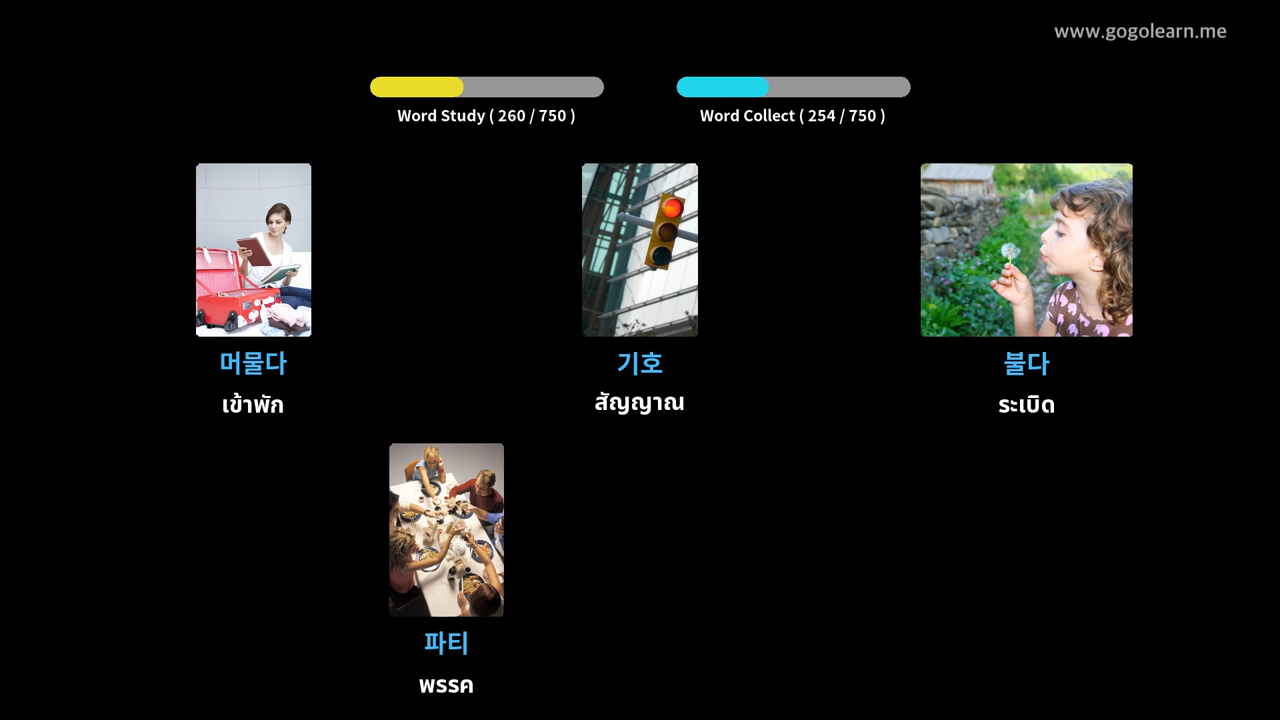 www.gogolearn.me
Word Study ( 260 / 750 )
Word Collect ( 254 / 750 )
머물다
เข้าพัก
기호
สัญญาณ
불다
ระเบิด
파티
พรรค